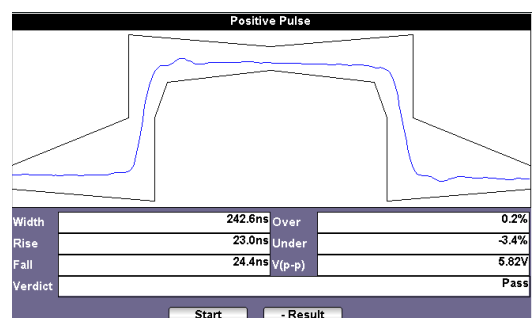 Positive Pulse
Width 242.6ns Over 0.2%
Rise 23.0ns Under -3.4%
Fall 24.4ns V(p-p) 5.82V
Verdict Pass
Start - Result